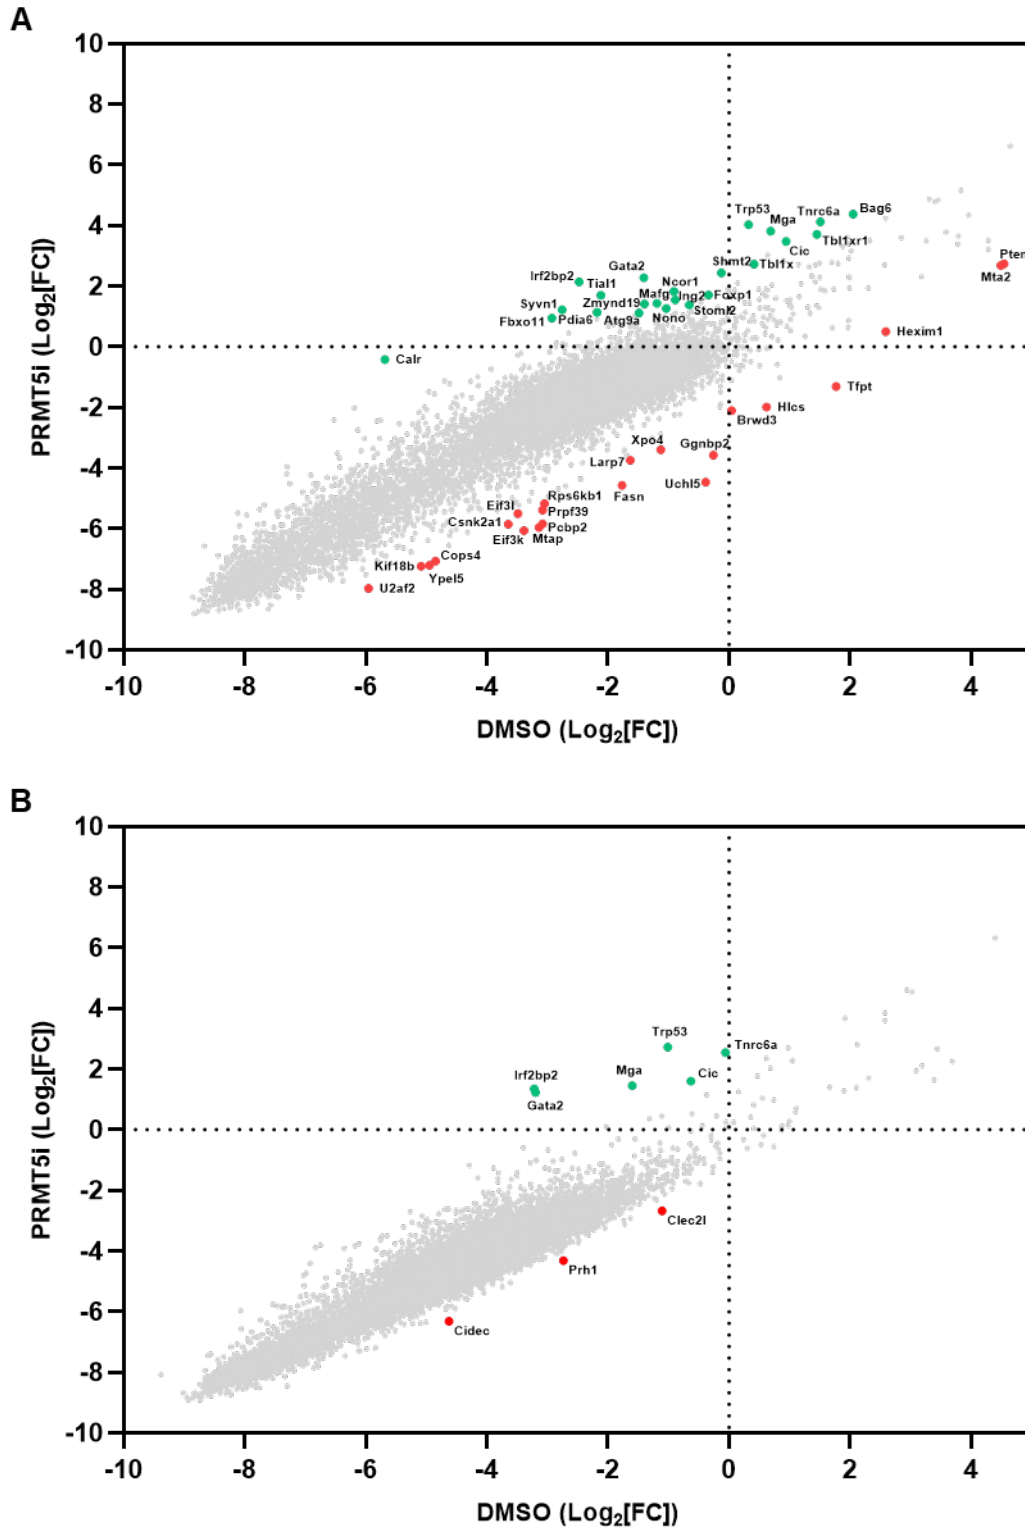 A
10
8
6
4
2
0
-2
-4
-6
-8
-10
PRMT5i (Log2[FC])
Trp53
Mga
Tnrc6a
Bag6
Tbl1xr1
Cic
Pten
Mta2
Shmt2
Tbl1x
Gata2
Irf2bp2
Tial1
Ncor1
Mafg
Ing2
Foxp1
Zmynd19
Stoml2
Syvn1
Fbxo11
Pdia6
Atg9a
Nono
Hexim1
Calr
Tfpt
Hlcs
Brwd3
Xpo4
Ggnbp2
Larp7
Fasn
Uchl5
Rps6kb1
Eif3l
Prpf39
Csnk2a1
Pcbp2
Eif3k
Mtap
Cops4
Kif18b
Ypel5
U2af2
-10
-8
-6
-4
-2
0
2
4
DMSO (Log2[FC])
B
10
8
6
4
2
0
-2
-4
-6
-8
-10
PRMT5i (Log2[FC])
Trp53
Tnrc6a
Irf2bp2
Mga
Cic
Gata2
Clec2l
Prh1
Cidec
-10
-8
-6
-4
-2
0
2
4
DMSO (Log2[FC])